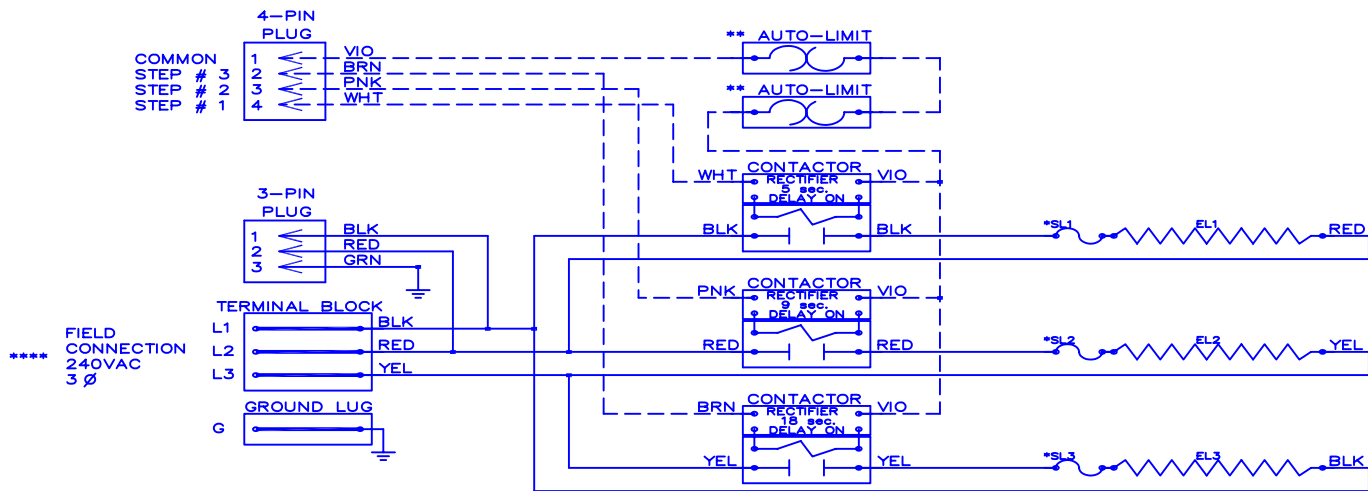 4-PIN
PLUG
COMMON 1 VIO
STEP # 3 2 BRN
STEP # 2 3 PNK
STEP # 1 4 WHT
** AUTO-LIMIT
** AUTO-LIMIT
CONTACTOR
WHT RECTIFIER VIO
5 sec.
DELAY ON
3-PIN
PLUG
1 BLK
2 RED
3 GRN
BLK BLK *SL1 EL1 RED
CONTACTOR
PNK RECTIFIER VIO
9 sec.
DELAY ON
TERMINAL BLOCK
L1 BLK
L2 RED
L3 YEL
**** FIELD
CONNECTION
240VAC
3 Ø
RED RED *SL2 EL2 YEL
GROUND LUG
G
CONTACTOR
BRN RECTIFIER VIO
18 sec.
DELAY ON
YEL YEL *SL3 EL3 BLK